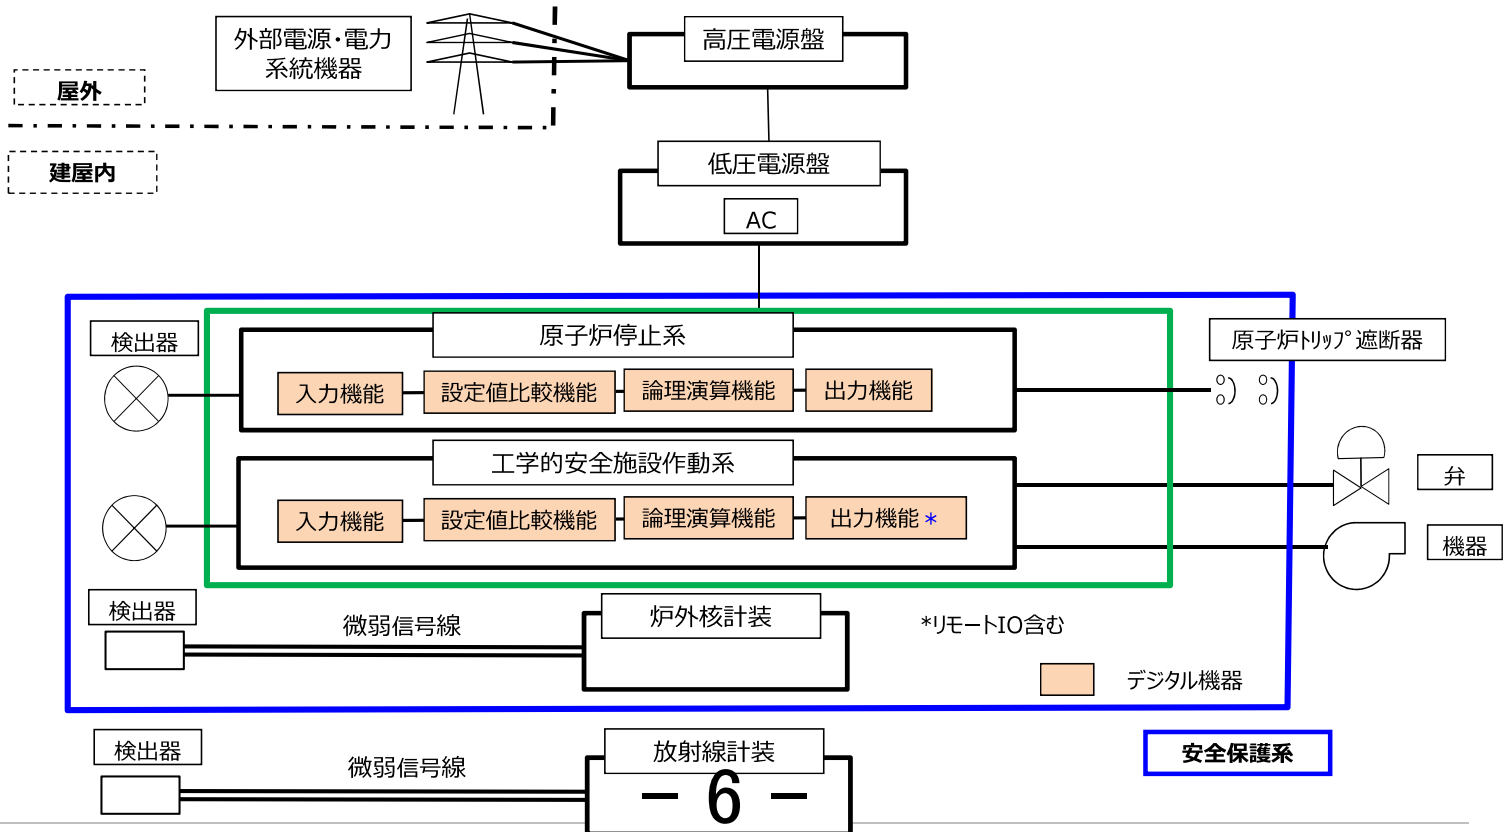 外部電源・電力
系統機器
高圧電源盤
屋外
建屋内
低圧電源盤
AC
検出器
原子炉停止系
原子炉トリップ遮断器
入力機能
設定値比較機能
論理演算機能
出力機能
工学的安全施設作動系
弁
入力機能
設定値比較機能
論理演算機能
出力機能*
機器
検出器
微弱信号線
炉外核計装
*リモートIO含む
デジタル機器
検出器
微弱信号線
放射線計装
安全保護系
- 6 -